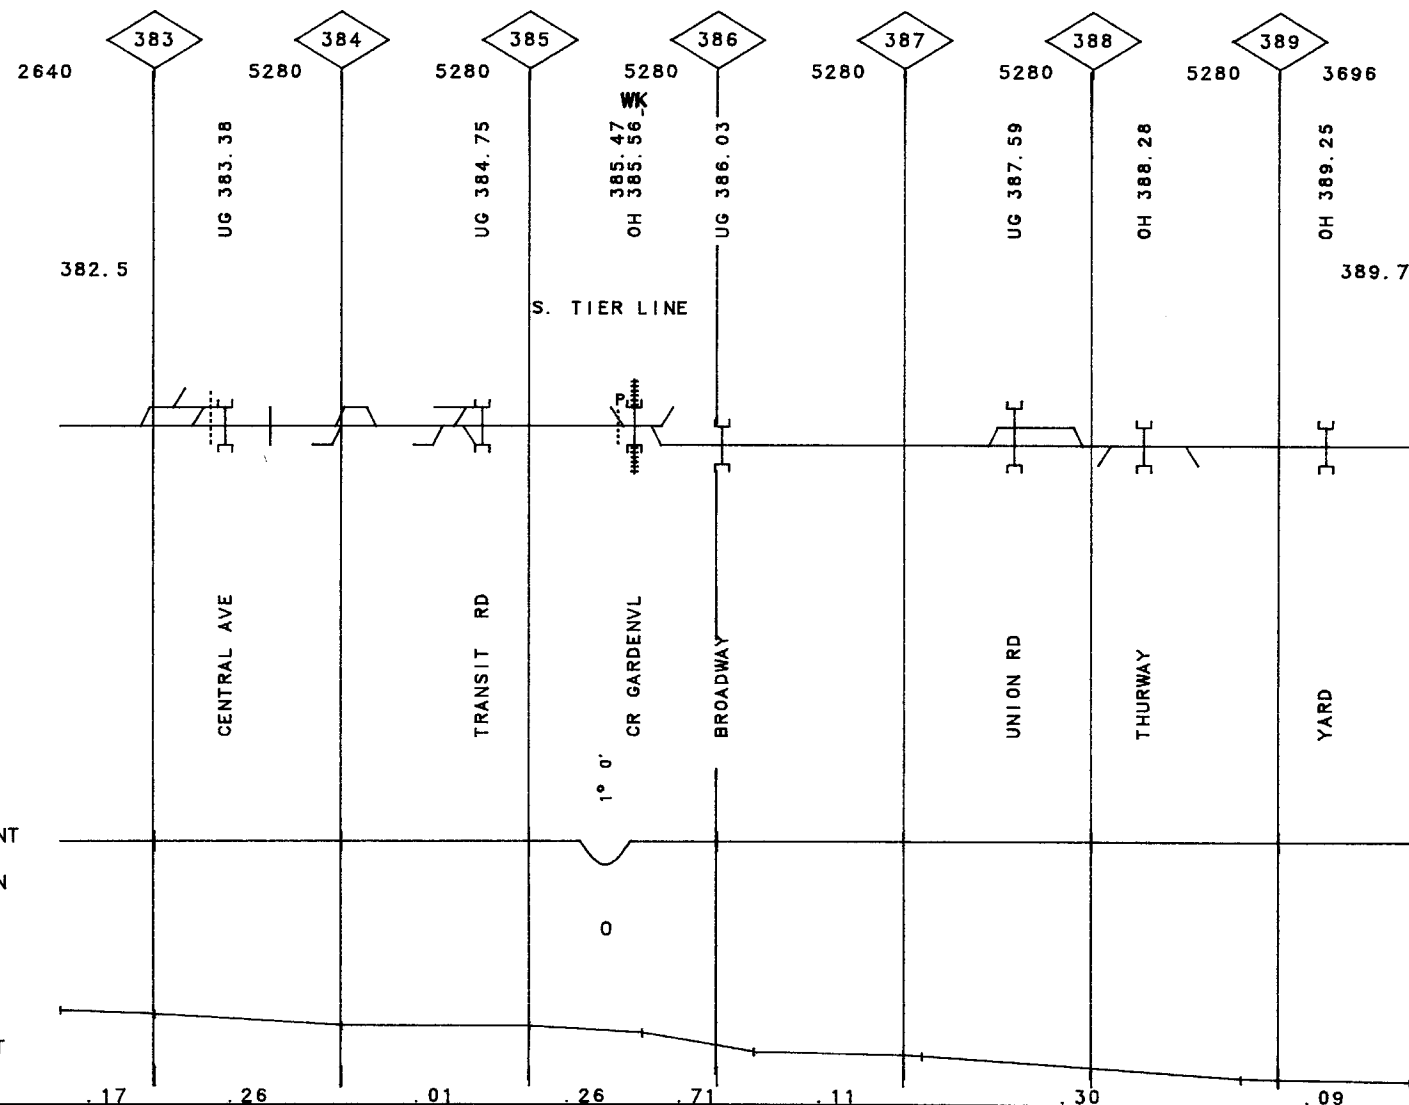 383 384 385 386 387 388 389
2640 5280 5280 5280 5280 5280 5280 3696
WK
UG 383.38
UG 384.75
385.47
OH 385.56
UG 386.03
UG 387.59
OH 388.28
OH 389.25
382.5
389.7
S. TIER LINE
P
CENTRAL AVE
TRANSIT RD
CR GARDENVL
BROADWAY
UNION RD
THURWAY
YARD
1° 0'
NT
N
0
T
.17 .26 .01 .26 .71 .11 .30 .09